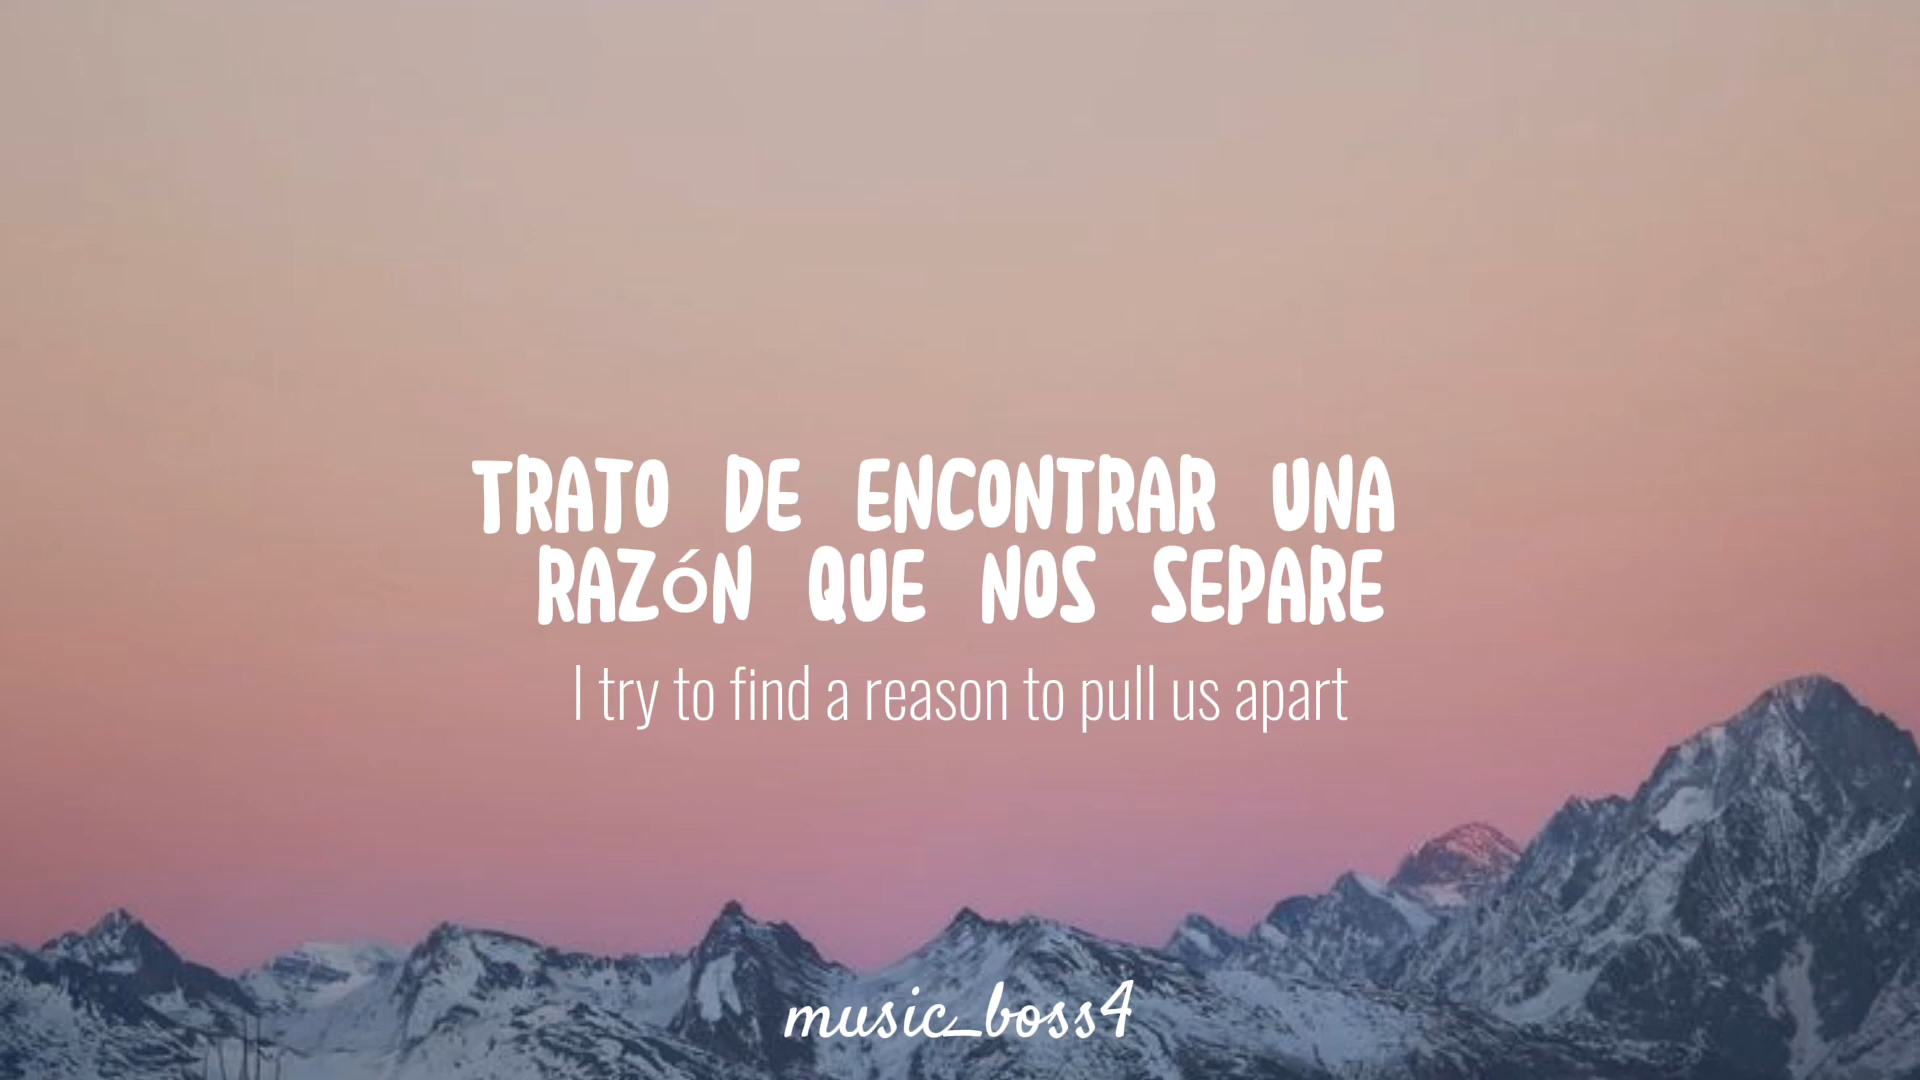 TRATO DE ENCONTRAR UNA
RAZóN QUE NOS SEPARE
I try to find a reason to pull us apart
music_boss4